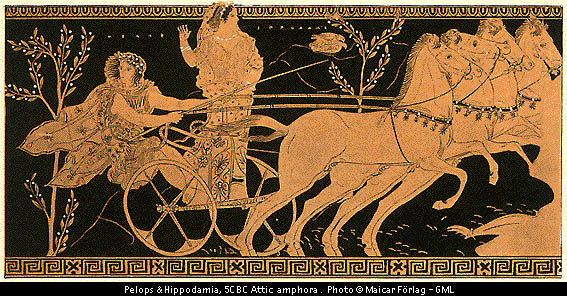 Pelops & Hippodamia, 5CBC Attic amphora. Photo © Maicar Förlag – GML